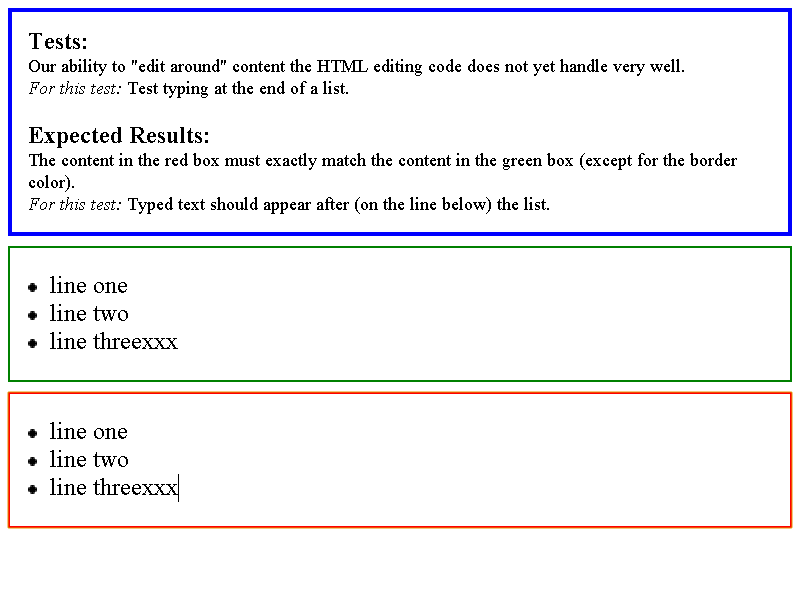 Tests:
Our ability to "edit around" content the HTML editing code does not yet handle very well.
For this test: Test typing at the end of a list.
Expected Results:
The content in the red box must exactly match the content in the green box (except for the border
color).
For this test: Typed text should appear after (on the line below) the list.
• line one
• line two
• line threexxx
• line one
• line two
• line threexxx